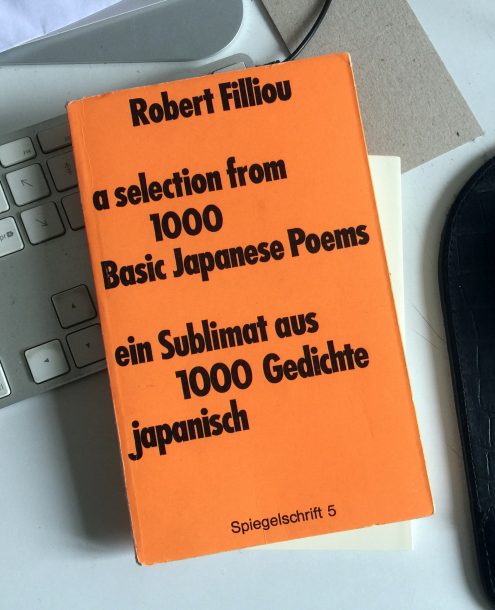 Robert Filliou
a selection from
1000
Basic Japanese Poems
ein Sublimat aus
1000 Gedichte
japanisch
Spiegelschrift 5